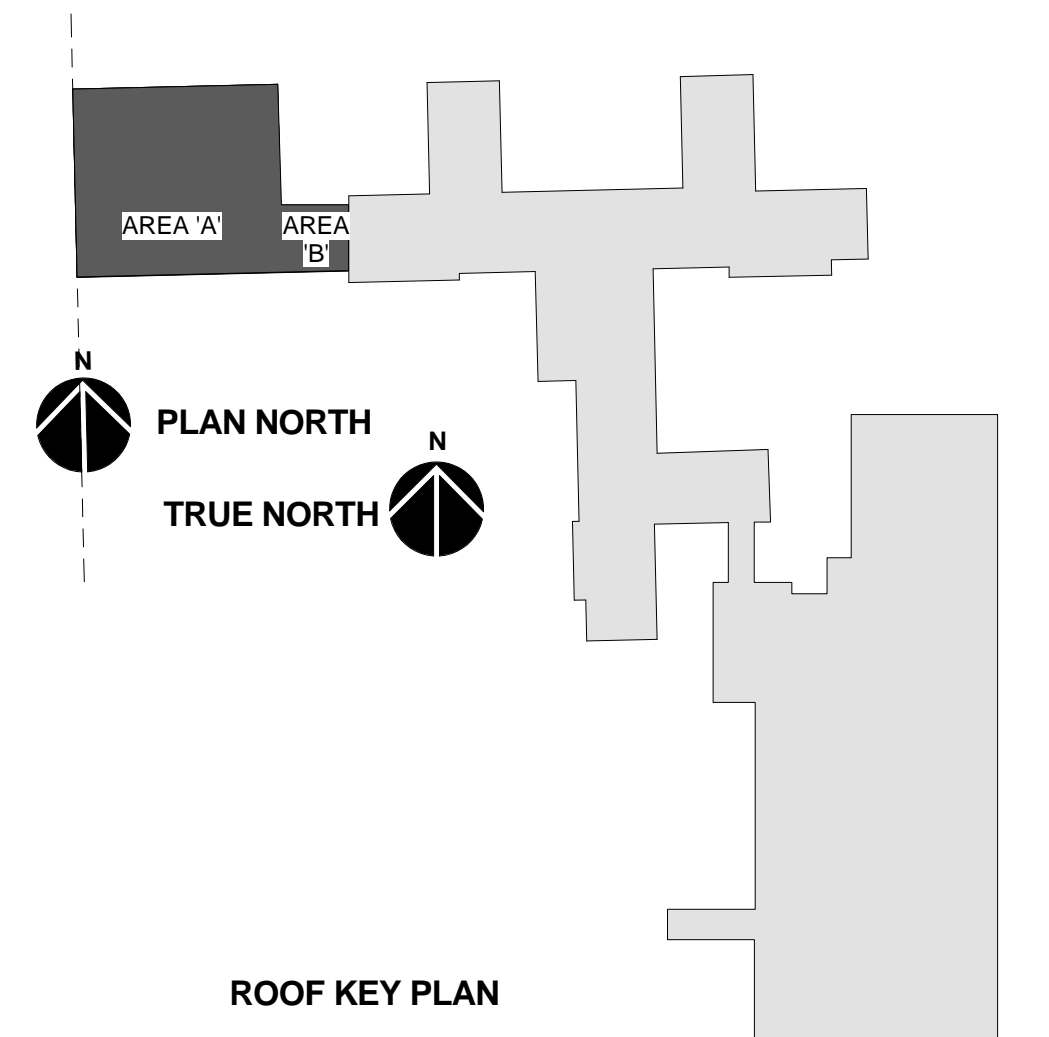 AREA 'A'
AREA
'B'
N
PLAN NORTH
N
TRUE NORTH
ROOF KEY PLAN